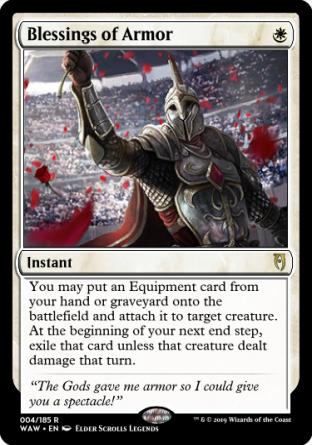 Blessings of Armor
Instant
You may put an Equipment card from
your hand or graveyard onto the
battlefield and attach it to target creature.
At the beginning of your next end step,
exile that card unless that creature dealt
damage that turn.
“The Gods gave me armor so I could give
you a spectacle!”
004/185 R
WAW • EN ELDER SCROLLS LEGENDS
™ & © 2019 Wizards of the Coast